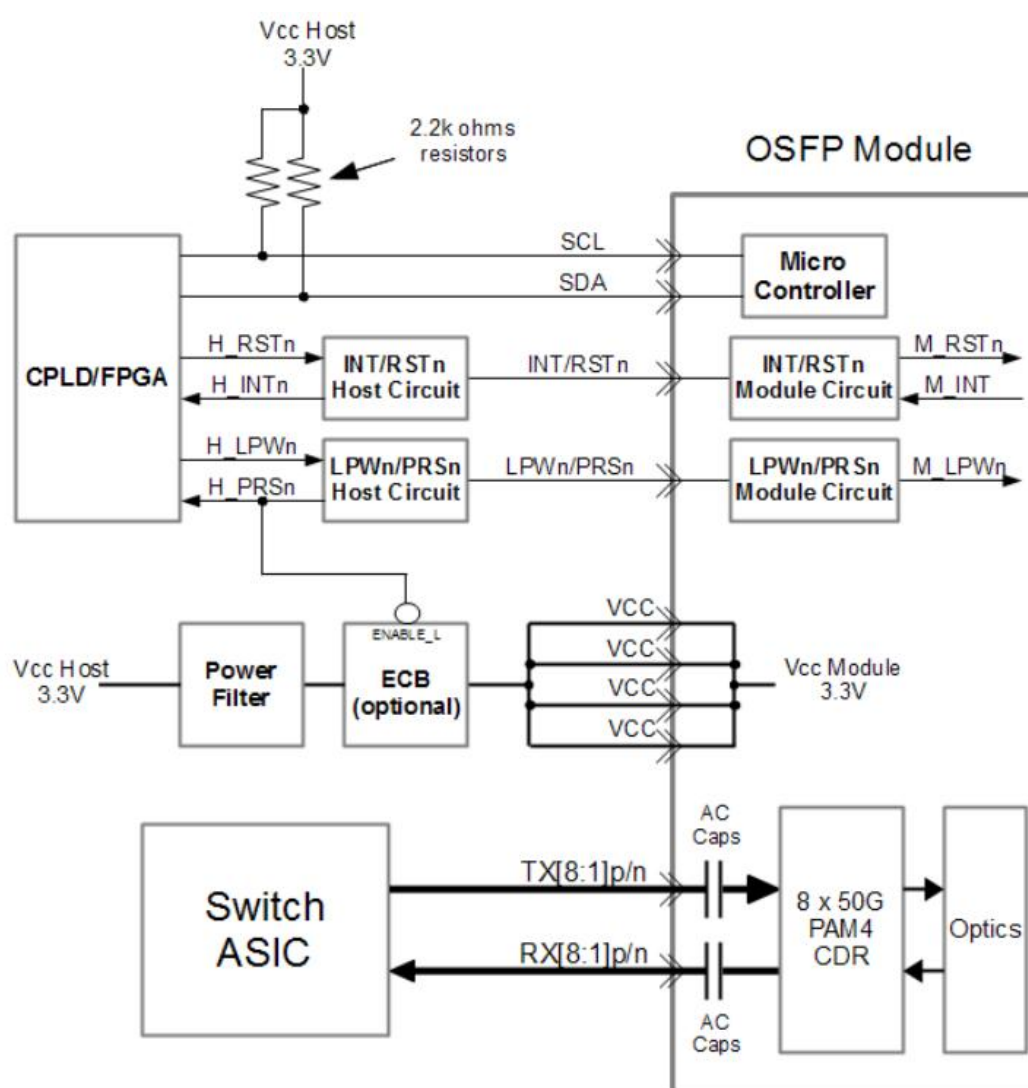 Vcc Host
3.3V
2.2k ohms
resistors
OSFP Module
SCL
SDA
Micro
Controller
CPLD/FPGA
H_RSTn
H_INTn
INT/RSTn
Host Circuit
INT/RSTn
INT/RSTn
Module Circuit
M_RSTn
M_INT
H_LPWn
H_PRSn
LPWn/PRSn
Host Circuit
LPWn/PRSn
LPWn/PRSn
Module Circuit
M_LPWn
Vcc Host
3.3V
Power
Filter
ENABLE_L
ECB
(optional)
VCC
VCC
VCC
VCC
Vcc Module
3.3V
Switch
ASIC
TX[8:1]p/n
RX[8:1]p/n
AC
Caps
AC
Caps
8 x 50G
PAM4
CDR
Optics